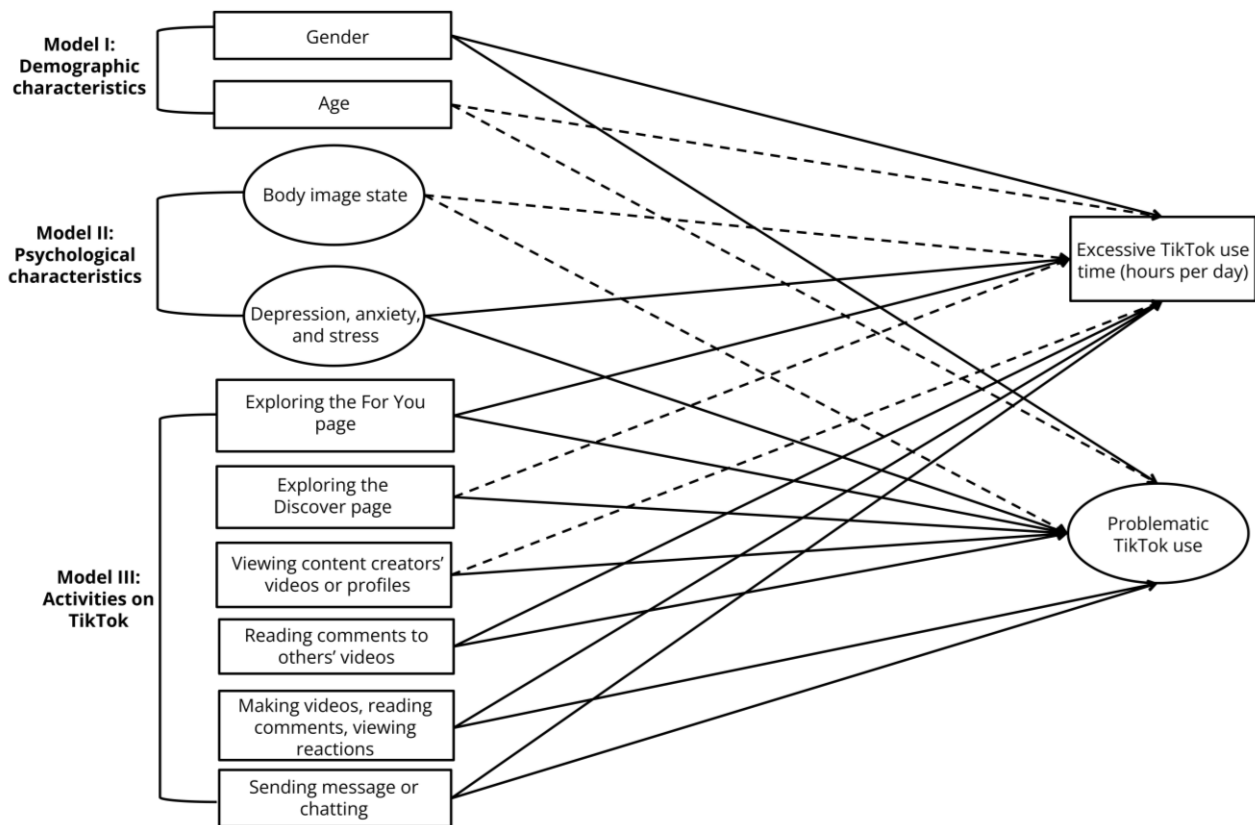 Model I:
Demographic
characteristics
Gender
Age
Model II:
Psychological
characteristics
Body image state
Depression, anxiety,
and stress
Model III:
Activities on
TikTok
Exploring the For You
page
Exploring the
Discover page
Viewing content creators’
videos or profiles
Reading comments to
others’ videos
Making videos, reading
comments, viewing
reactions
Sending message or
chatting
Excessive TikTok use
time (hours per day)
Problematic
TikTok use